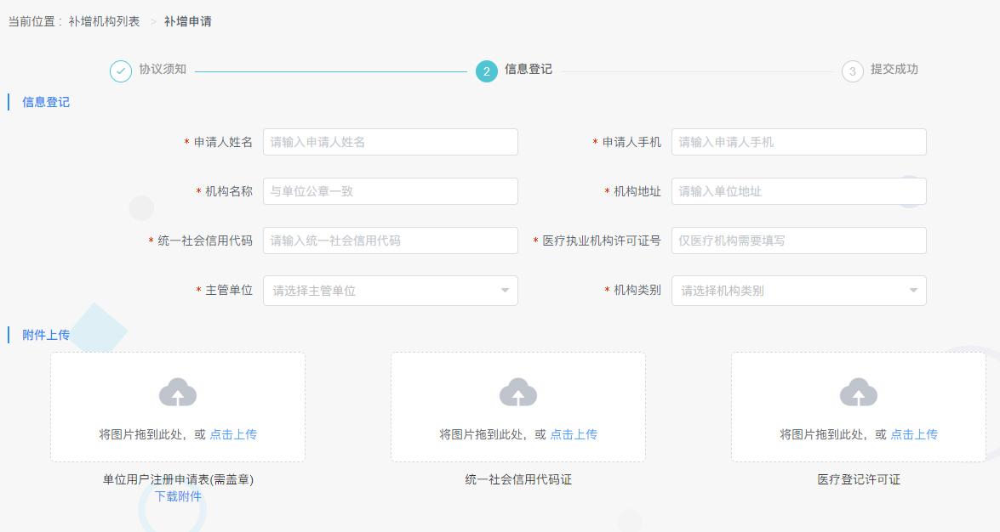 当前位置： 补增机构列表 > 补增申请
协议须知
2 信息登记
3 提交成功
信息登记
* 申请人姓名 请输入申请人姓名 * 申请人手机 请输入申请人手机
* 机构名称 与单位公章一致 * 机构地址 请输入单位地址
* 统一社会信用代码 请输入统一社会信用代码 * 医疗执业机构许可证号 仅医疗机构需要填写
* 主管单位 请选择主管单位 * 机构类别 请选择机构类别
附件上传
将图片拖到此处，或 点击上传 将图片拖到此处，或 点击上传 将图片拖到此处，或 点击上传
单位用户注册申请表(需盖章) 统一社会信用代码证 医疗登记许可证
下载附件